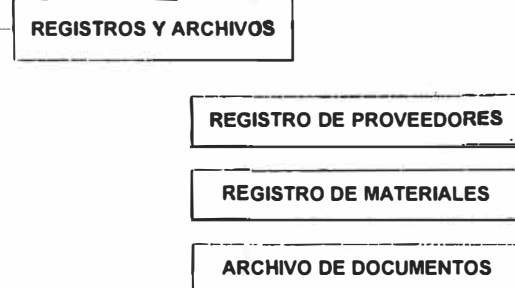 REGISTROS Y ARCHIVOS
REGISTRO DE PROVEEDORES
REGISTRO DE MATERIALES
ARCHIVO DE DOCUMENTOS